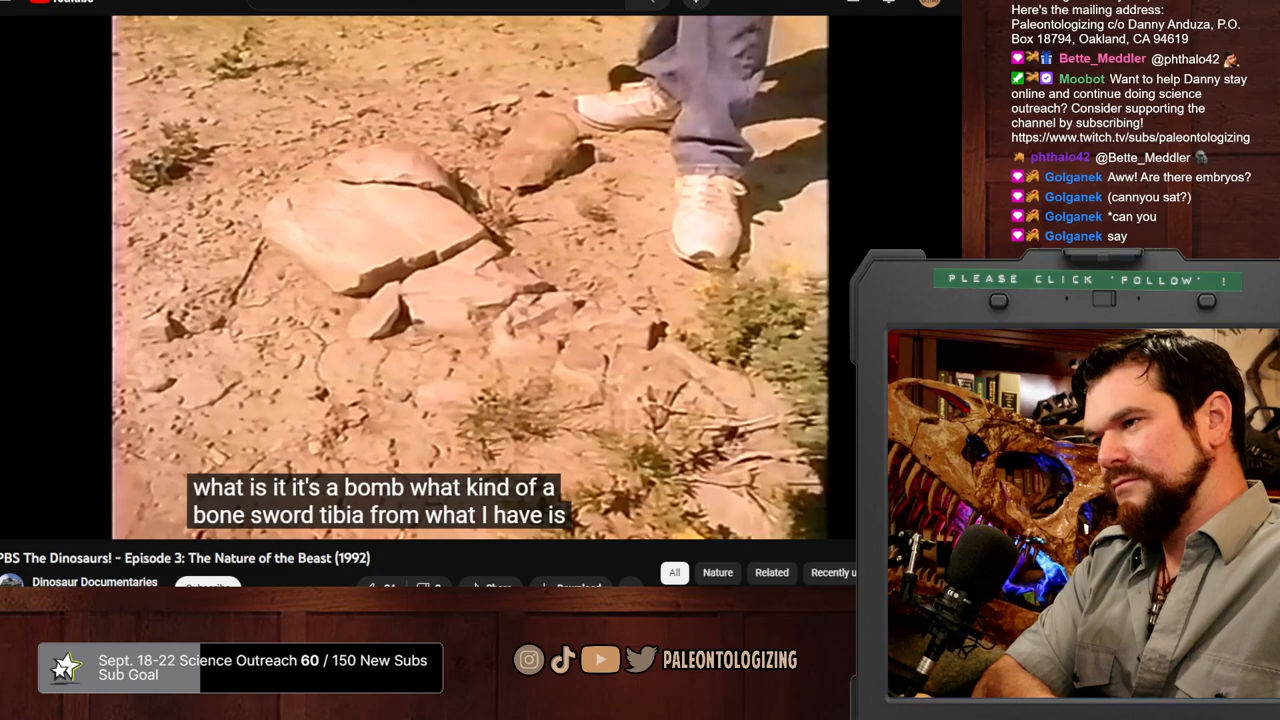 Here's the mailing address:
Paleontologizing c/o Danny Anduza, P.O.
Box 18794, Oakland, CA 94619
Bette_Meddler @phthalo42
Moobot Want to help Danny stay
online and continue doing science
outreach? Consider supporting the
channel by subscribing!
https://www.twitch.tv/subs/paleontologizing
phthalo42 @Bette_Meddler
Golganek Aww! Are there embryos?
Golganek (cannyou sat?)
Golganek *can you
Golganek say
PLEASE CLICK "FOLLOW" !
what is it it's a bomb what kind of a
bone sword tibia from what I have is
PBS The Dinosaurs! - Episode 3: The Nature of the Beast (1992)
Dinosaur Documentaries
Subscribe
Share
Download
All
Nature
Related
Recently u
Sept. 18-22 Science Outreach 60 / 150 New Subs
Sub Goal
PALEONTOLOGIZING